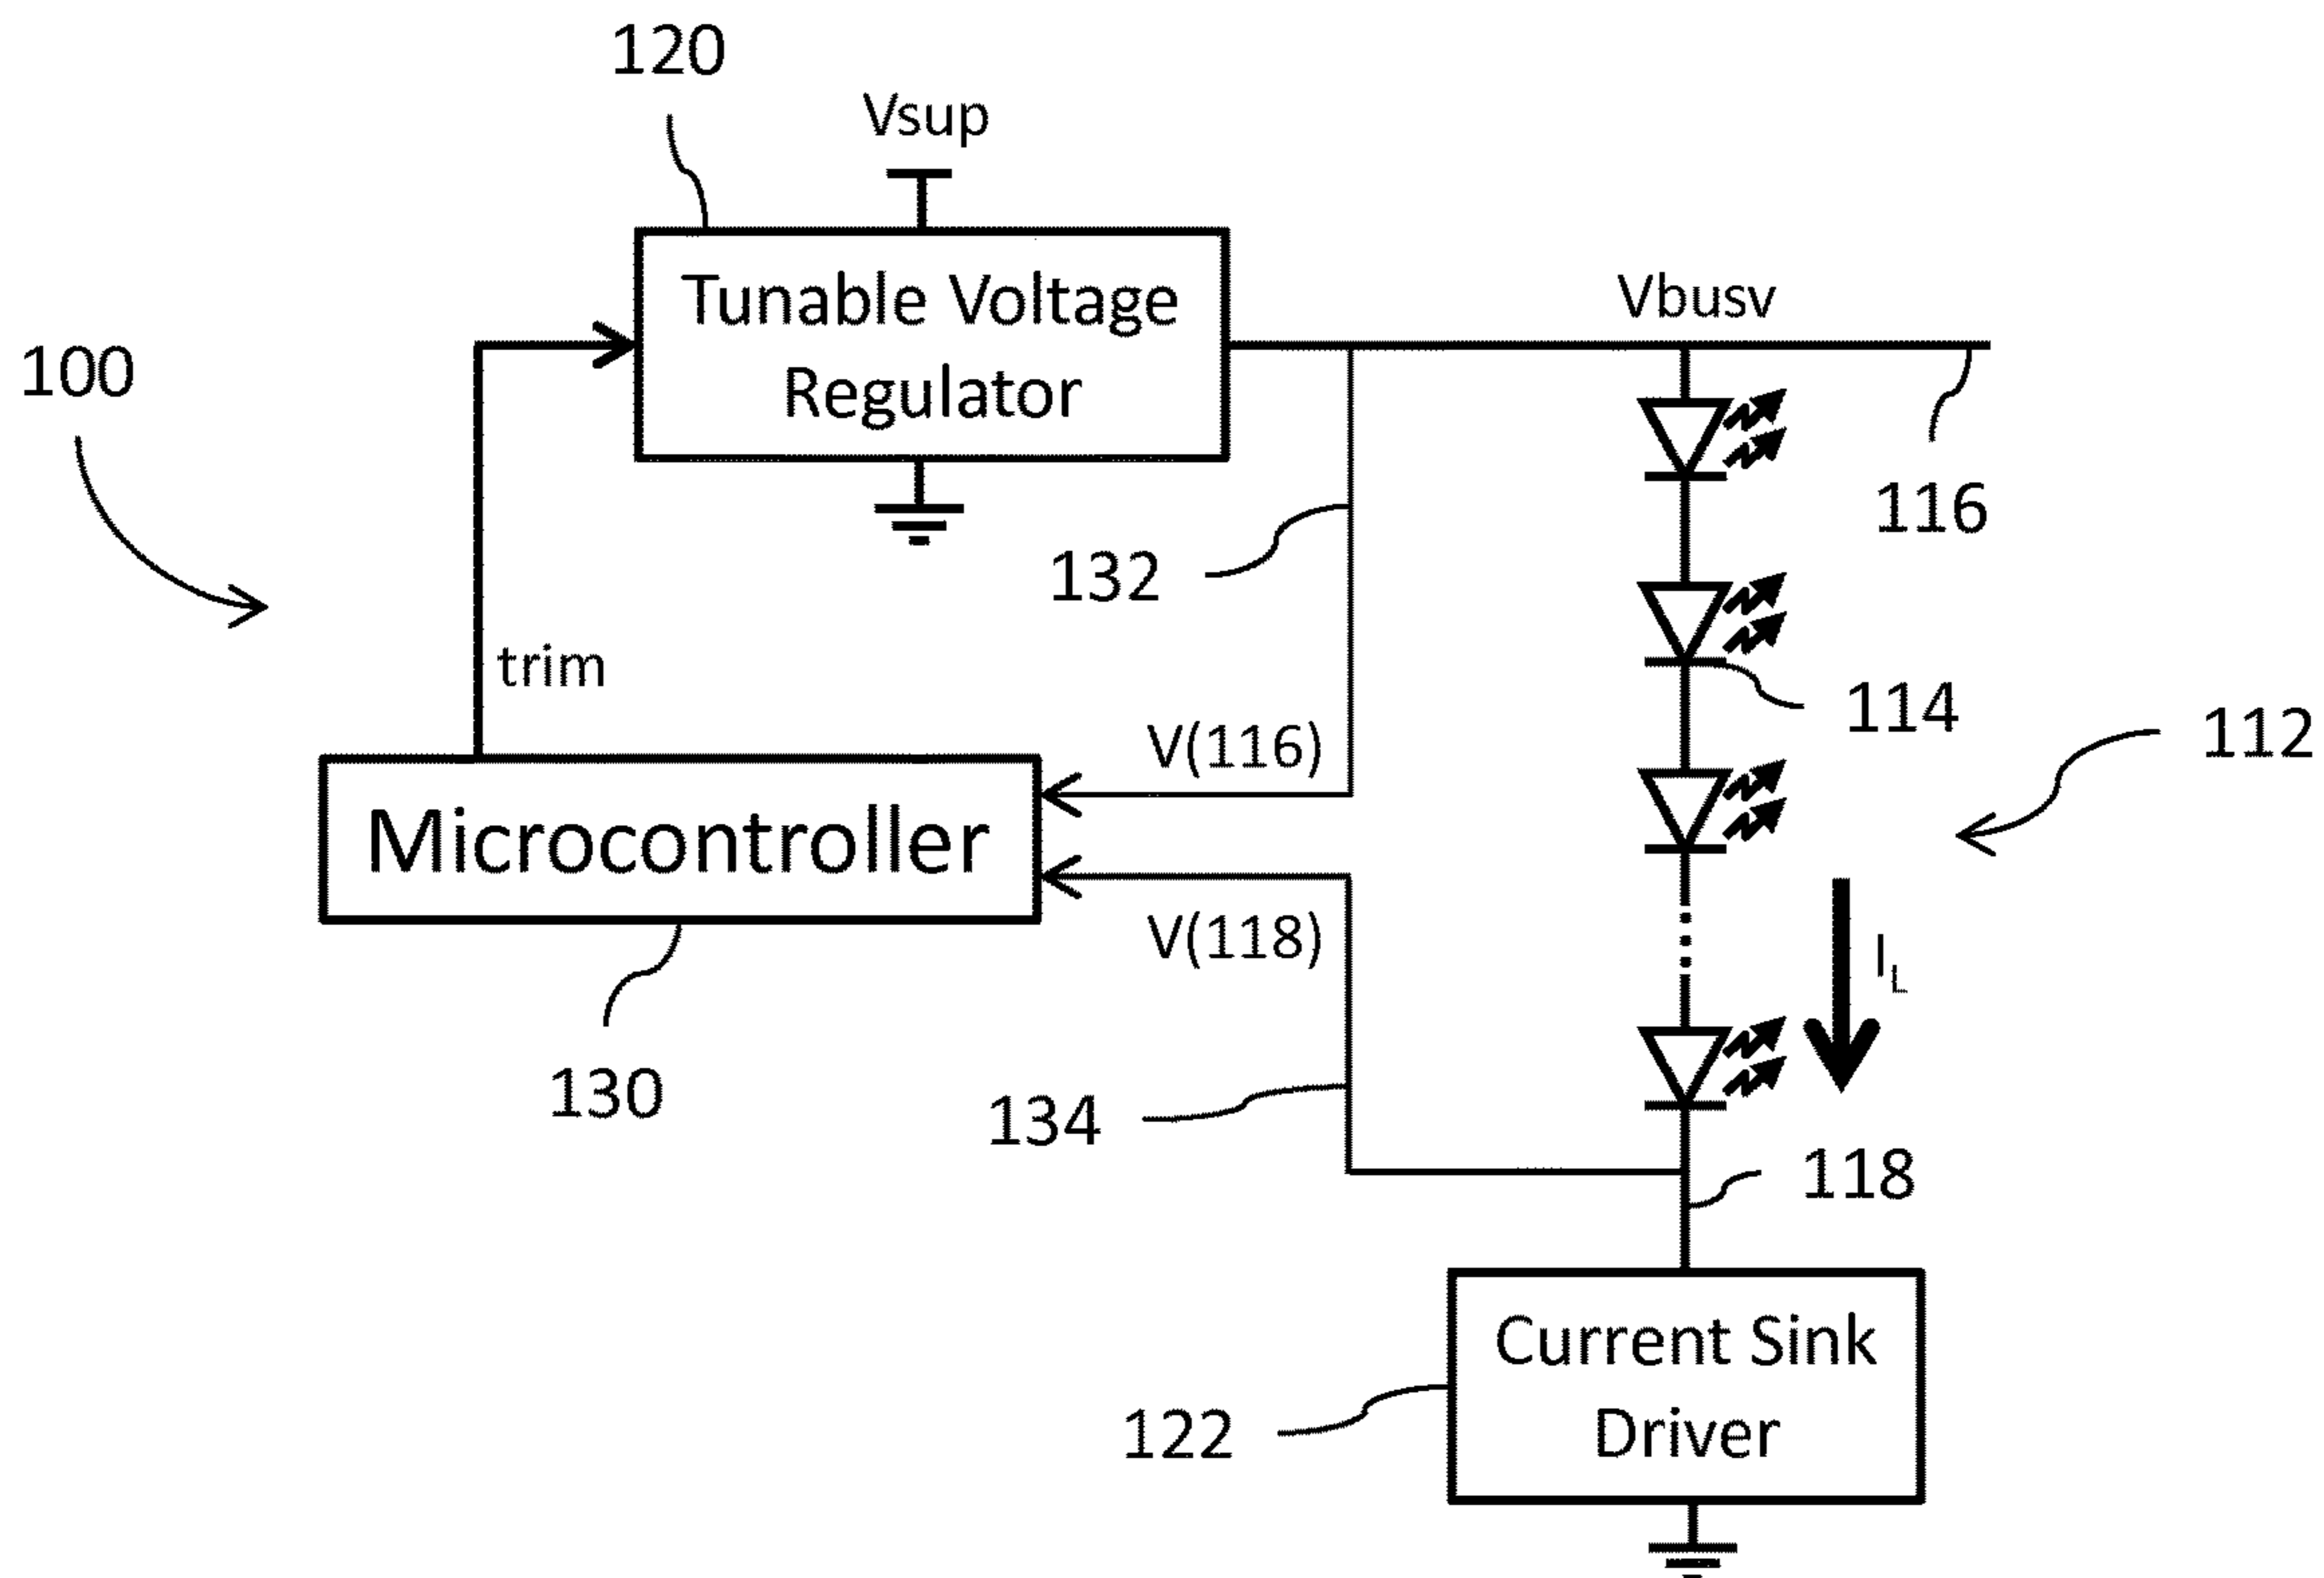 120
Vsup
Tunable Voltage
Regulator
Vbusv
100
116
132
trim
114
112
V(116)
Microcontroller
V(118)
I_L
130
134
118
Current Sink
Driver
122